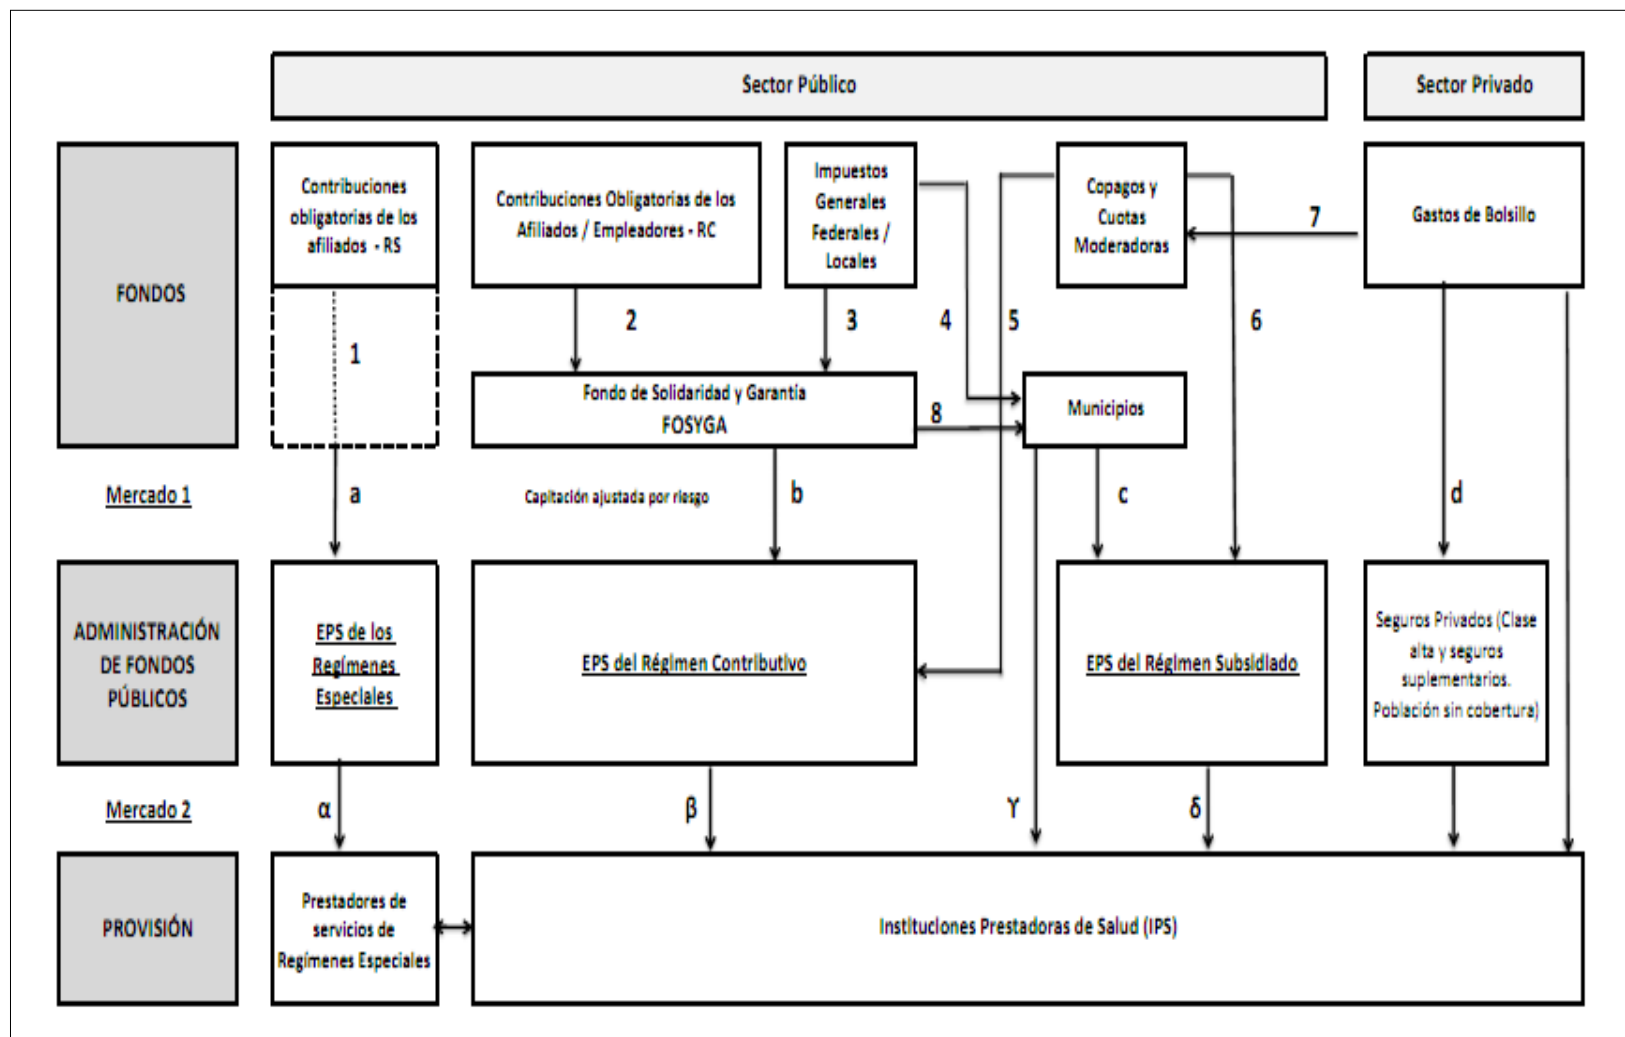 Sector Público
Sector Privado
FONDOS
Contribuciones
obligatorias de los
afiliados - RS
Contribuciones Obligatorias de los
Afiliados / Empleadores - RC
Impuestos
Generales
Federales /
Locales
Copagos y
Cuotas
Moderadoras
7
Gastos de Bolsillo
1
2
3
4
5
6
Fondo de Solidaridad y Garantía
FOSYGA
8
Municipios
Mercado 1
a
Capitación ajustada por riesgo
b
c
d
ADMINISTRACIÓN
DE FONDOS
PÚBLICOS
EPS de los
Regímenes
Especiales
EPS del Régimen Contributivo
EPS del Régimen Subsidiado
Seguros Privados (Clase
alta y seguros
suplementarios.
Población sin cobertura)
Mercado 2
α
β
ϒ
δ
PROVISIÓN
Prestadores de
servicios de
Regímenes Especiales
Instituciones Prestadoras de Salud (IPS)